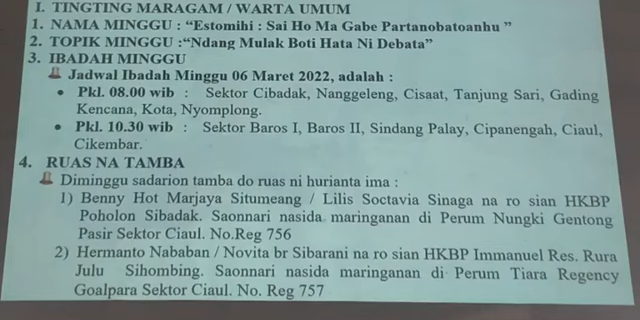 I. TINGTING MARAGAM / WARTA UMUM
1. NAMA MINGGU : “Estomihi : Sai Ho Ma Gabe Partanobatoanhu ”
2. TOPIK MINGGU :“Ndang Mulak Boti Hata Ni Debata”
3. IBADAH MINGGU
Jadwal Ibadah Minggu 06 Maret 2022, adalah :
• Pkl. 08.00 wib : Sektor Cibadak, Nanggeleng, Cisaat, Tanjung Sari, Gading
Kencana, Kota, Nyomplong.
• Pkl. 10.30 wib : Sektor Baros I, Baros II, Sindang Palay, Cipanengah, Ciaul,
Cikembar.
4. RUAS NA TAMBA
Diminggu sadarion tamba do ruas ni hurianta ima :
1) Benny Hot Marjaya Situmeang / Lilis Soctavia Sinaga na ro sian HKBP
Poholon Sibadak. Saonnari nasida maringanan di Perum Nungki Gentong
Pasir Sektor Ciaul. No.Reg 756
2) Hermanto Nababan / Novita br Sibarani na ro sian HKBP Immanuel Res. Rura
Julu Sihombing. Saonnari nasida maringanan di Perum Tiara Regency
Goalpara Sektor Ciaul. No. Reg 757